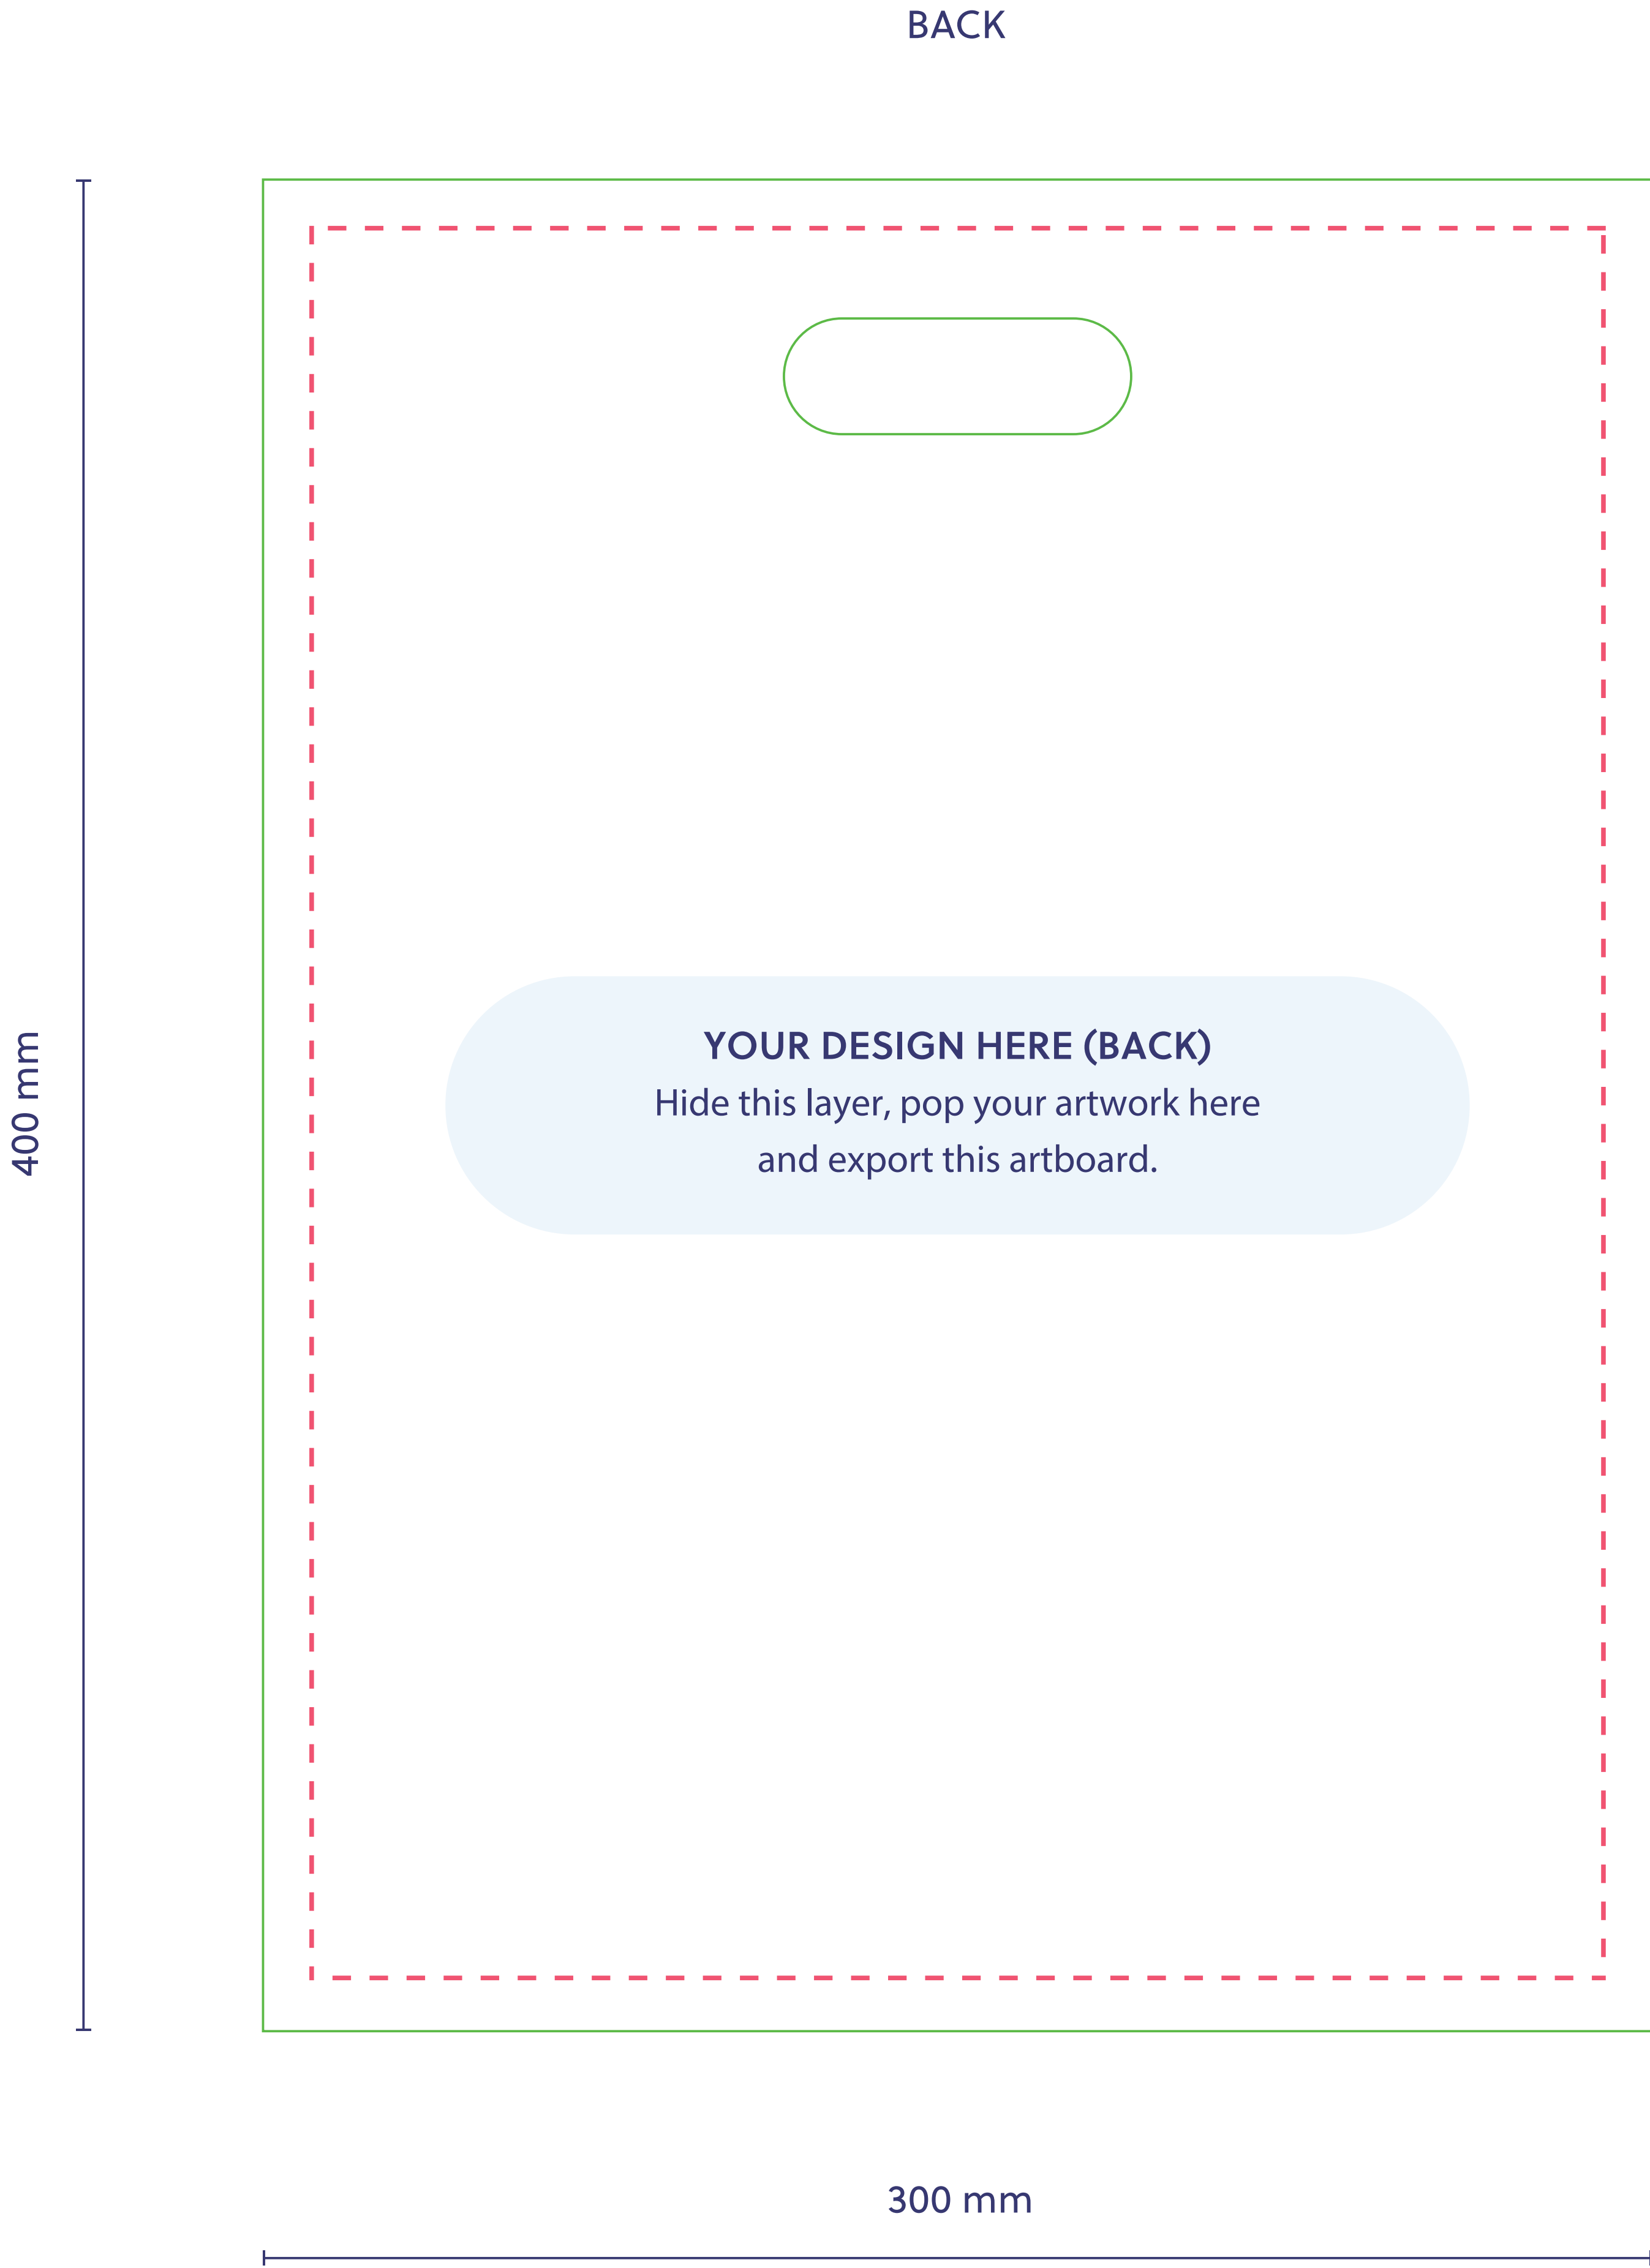 BACK
400 mm
YOUR DESIGN HERE (BACK)
Hide this layer, pop your artwork here
and export this artboard.
300 mm